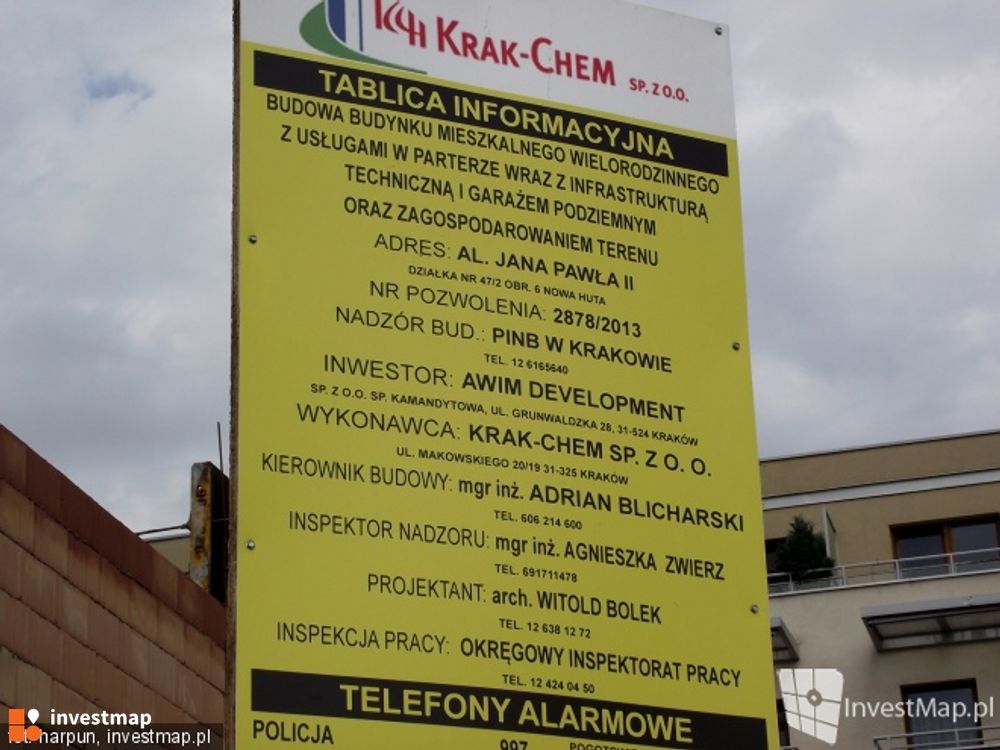 KCH KRAK-CHEM SP. Z O.O.
TABLICA INFORMACYJNA
BUDOWA BUDYNKU MIESZKALNEGO WIELORODZINNEGO
Z USŁUGAMI W PARTERZE WRAZ Z INFRASTRUKTURĄ
TECHNICZNĄ I GARAŻEM PODZIEMNYM
ORAZ ZAGOSPODAROWANIEM TERENU
ADRES: AL. JANA PAWŁA II
DZIAŁKA NR 47/2 OBR. 6 NOWA HUTA
NR POZWOLENIA: 2878/2013
NADZÓR BUD.: PINB W KRAKOWIE
TEL. 12 6165640
INWESTOR: AWIM DEVELOPMENT
SP. Z O.O. SP. KAMANDYTOWA, UL. GRUNWALDZKA 28, 31-524 KRAKÓW
WYKONAWCA: KRAK-CHEM SP. Z O. O.
UL. MAKOWSKIEGO 20/19 31-325 KRAKÓW
KIEROWNIK BUDOWY: mgr inż. ADRIAN BLICHARSKI
TEL. 606 214 600
INSPEKTOR NADZORU: mgr inż. AGNIESZKA ZWIERZ
TEL. 691711478
PROJEKTANT: arch. WITOLD BOLEK
TEL. 12 638 12 72
INSPEKCJA PRACY: OKRĘGOWY INSPEKTORAT PRACY
TEL. 12 424 04 50
TELEFONY ALARMOWE
POLICJA 997
investmap
fot. harpun, investmap.pl
InvestMap.pl